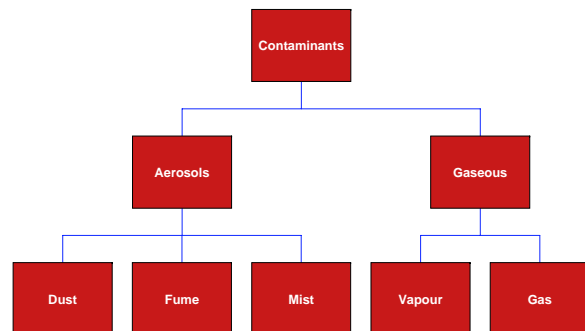 Contaminants
Aerosols
Gaseous
Dust
Fume
Mist
Vapour
Gas